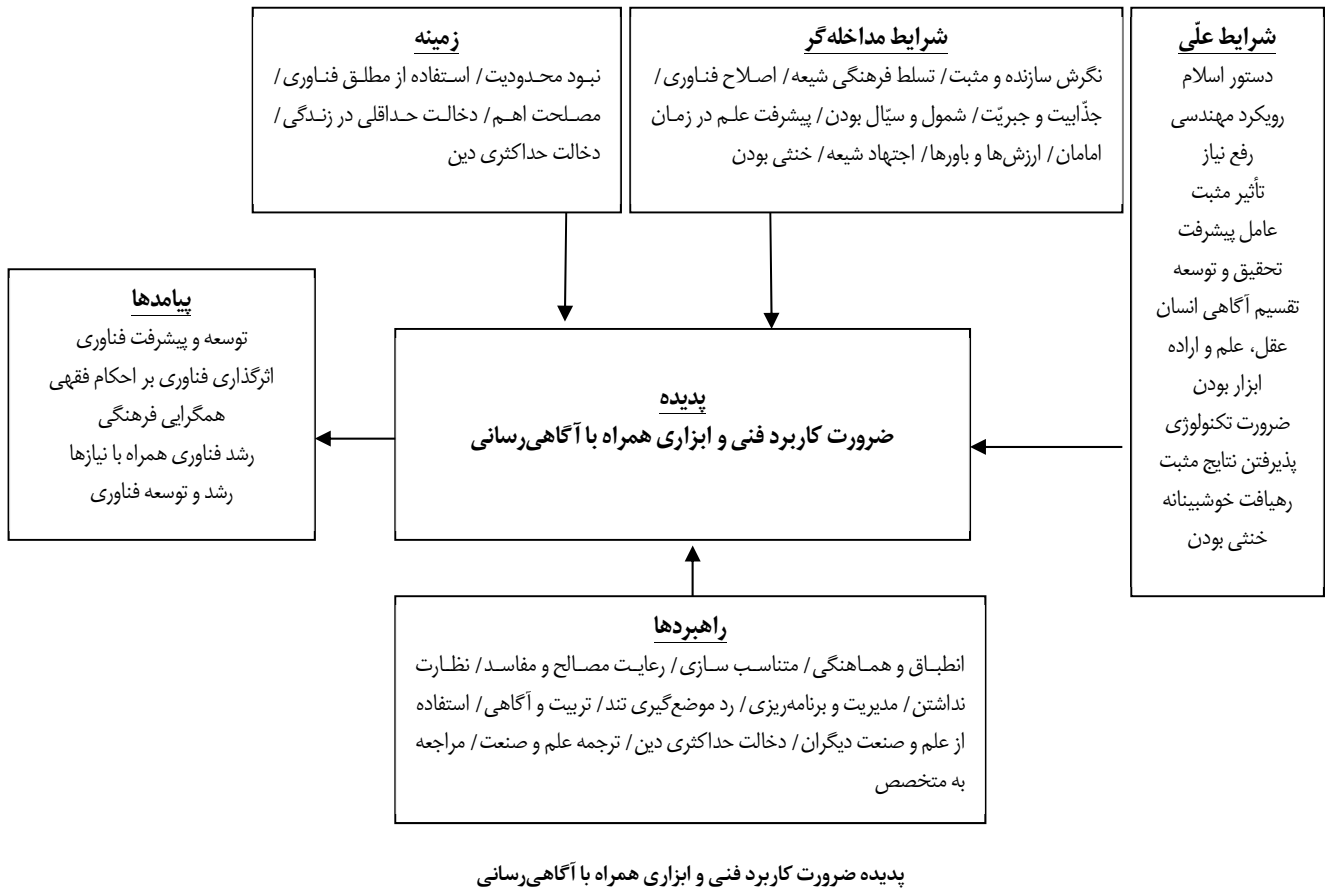 شرایط علّی
دستور اسلام
رویکرد مهندسی
رفع نیاز
تأثیر مثبت
عامل پیشرفت
تحقیق و توسعه
تقسیم آگاهی انسان
عقل، علم و اراده
ابزار بودن
ضرورت تکنولوژی
پذیرفتن نتایج مثبت
رهیافت خوشبینانه
خنثی بودن
شرایط مداخله‌گر
نگرش سازنده و مثبت/ تسلط فرهنگی شیعه/ اصلاح فناوری/
جذّابیت و جبریّت/ شمول و سیّال بودن/ پیشرفت علم در زمان
امامان/ ارزش‌ها و باورها/ اجتهاد شیعه/ خنثی بودن
زمینه
نبود محدودیت/ استفاده از مطلق فناوری/
مصلحت اهم/ دخالت حداقلی در زندگی/
دخالت حداکثری دین
پدیده
ضرورت کاربرد فنی و ابزاری همراه با آگاهی‌رسانی
پیامدها
توسعه و پیشرفت فناوری
اثرگذاری فناوری بر احکام فقهی
همگرایی فرهنگی
رشد فناوری همراه با نیازها
رشد و توسعه فناوری
راهبردها
انطباق و هماهنگی/ متناسب سازی/ رعایت مصالح و مفاسد/ نظارت
نداشتن/ مدیریت و برنامه‌ریزی/ رد موضع‌گیری تند/ تربیت و آگاهی/ استفاده
از علم و صنعت دیگران/ دخالت حداکثری دین/ ترجمه علم و صنعت/ مراجعه
به متخصص
پدیده ضرورت کاربرد فنی و ابزاری همراه با آگاهی‌رسانی